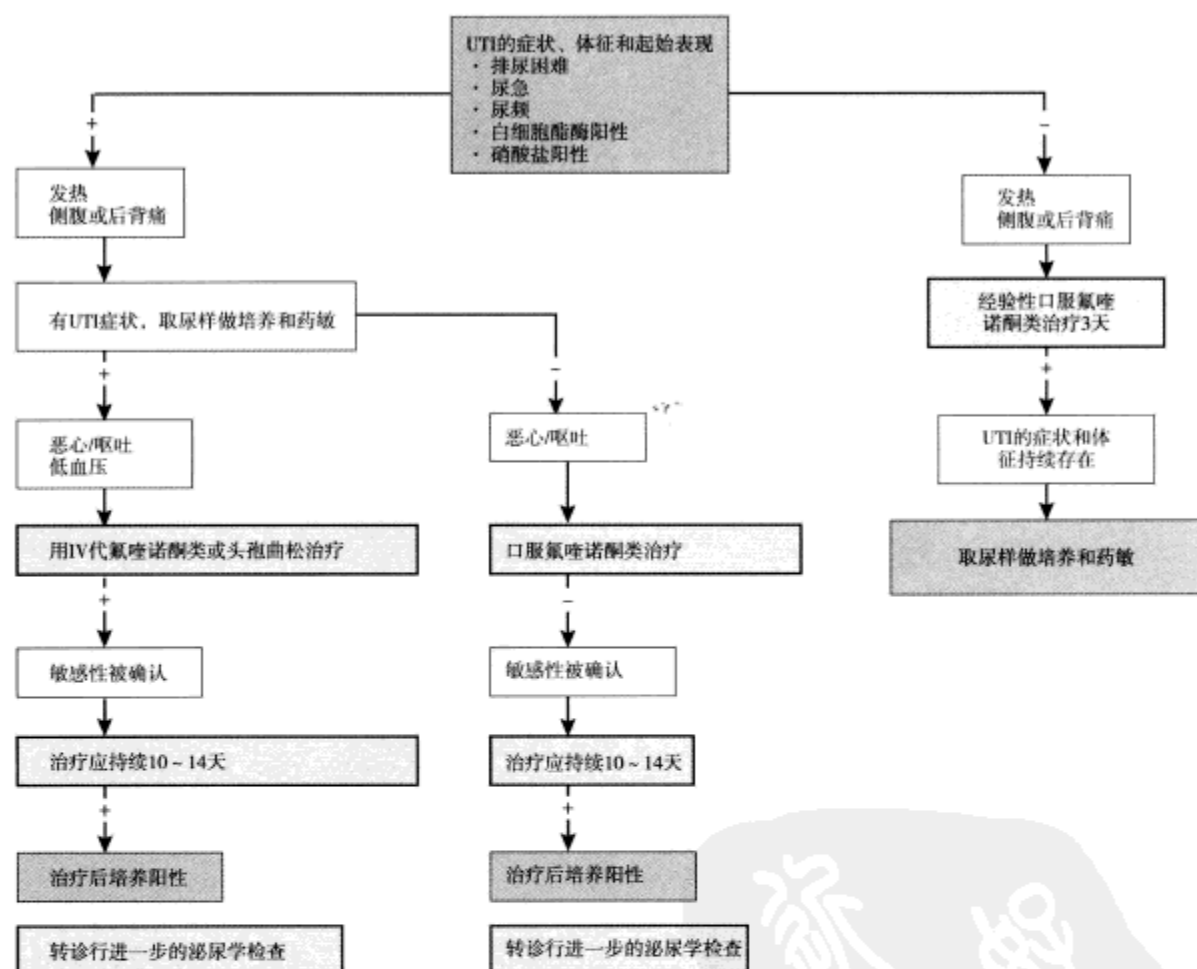 UTI的症状、体征和起始表现
· 排尿困难
· 尿急
· 尿频
· 白细胞酯酶阳性
· 硝酸盐阳性
+
−
发热
侧腹或后背痛
发热
侧腹或后背痛
有UTI症状，取尿样做培养和药敏
经验性口服氟喹
诺酮类治疗3天
+
−
+
恶心/呕吐
低血压
恶心/呕吐
UTI的症状和体
征持续存在
用IV代氟喹诺酮类或头孢曲松治疗
口服氟喹诺酮类治疗
取尿样做培养和药敏
+
−
敏感性被确认
敏感性被确认
治疗应持续10~14天
治疗应持续10~14天
+
+
治疗后培养阳性
治疗后培养阳性
转诊行进一步的泌尿学检查
转诊行进一步的泌尿学检查